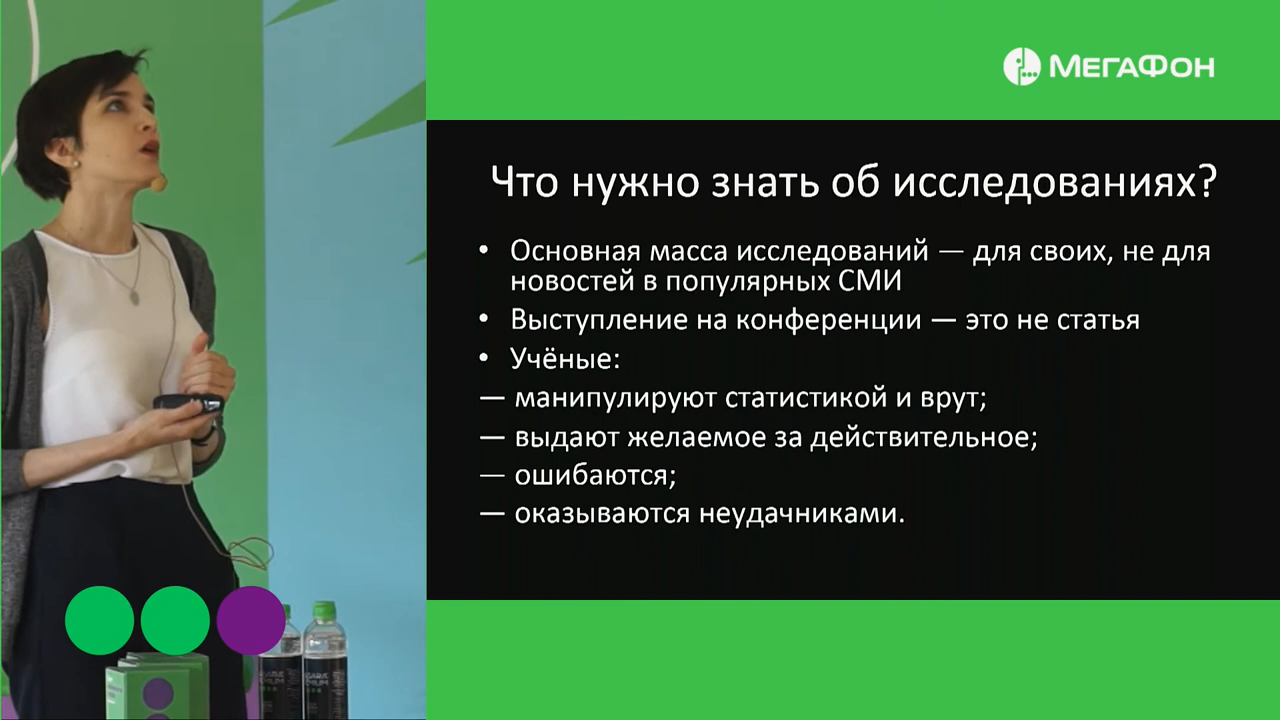 МЕГАФОН
Что нужно знать об исследованиях?
• Основная масса исследований — для своих, не для
новостей в популярных СМИ
• Выступление на конференции — это не статья
• Учёные:
— манипулируют статистикой и врут;
— выдают желаемое за действительное;
— ошибаются;
— оказываются неудачниками.